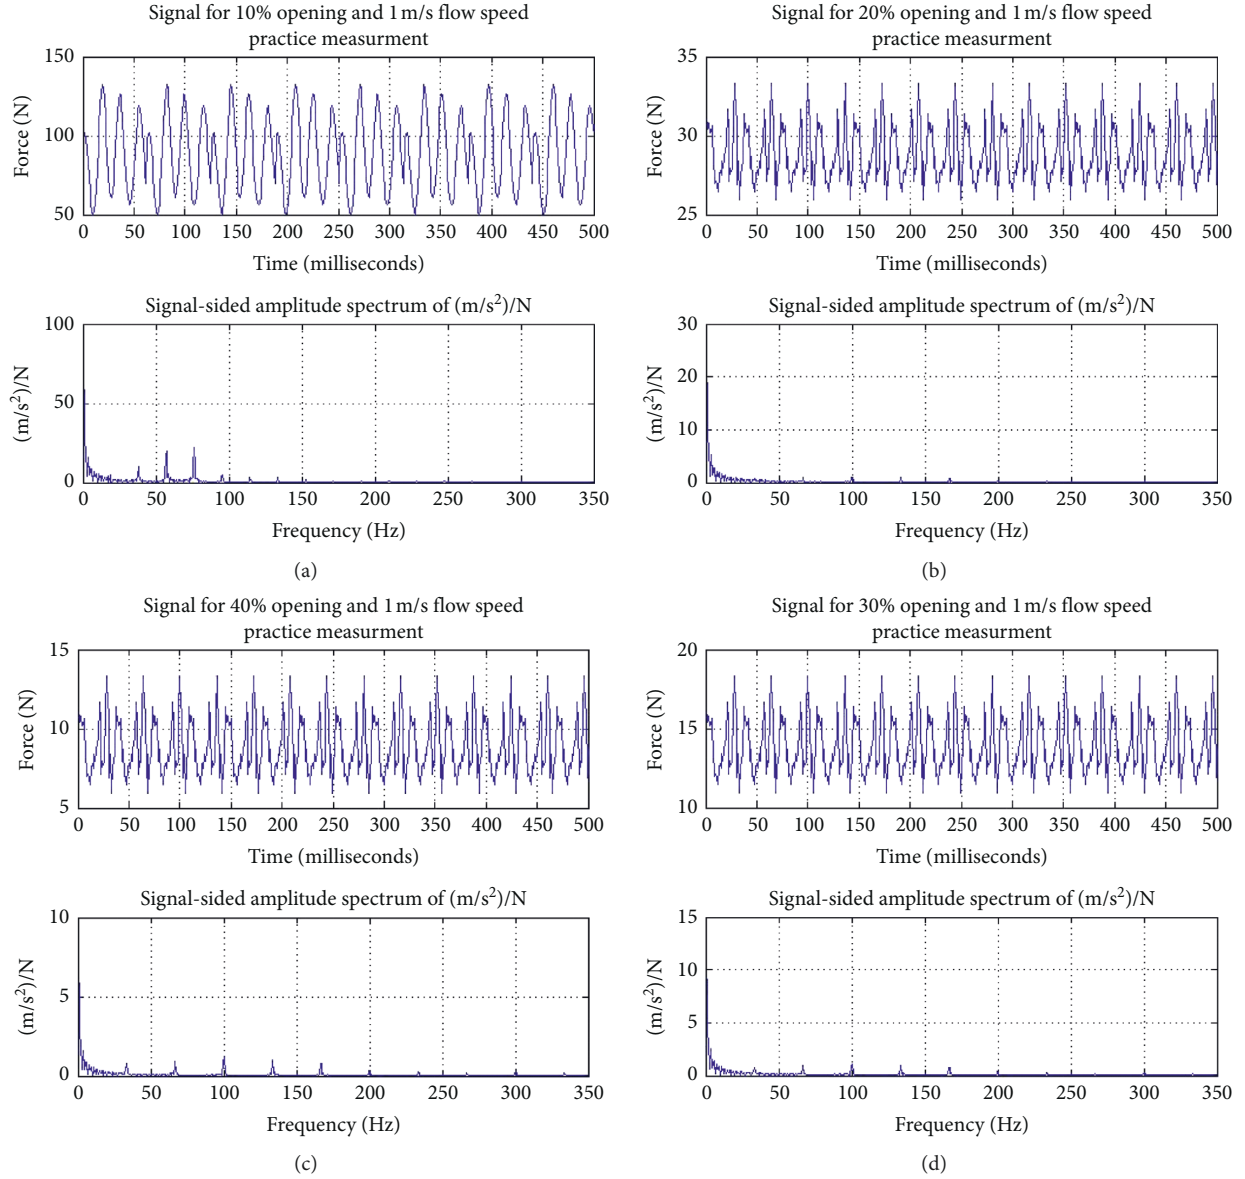 Signal for 10% opening and 1 m/s flow speed
practice measurment
150
100
50
Force (N)
0 50 100 150 200 250 300 350 400 450 500
Time (milliseconds)
Signal-sided amplitude spectrum of (m/s²)/N
100
50
0
(m/s²)/N
0 50 100 150 200 250 300 350
Frequency (Hz)
(a)
Signal for 20% opening and 1 m/s flow speed
practice measurment
35
30
25
Force (N)
0 50 100 150 200 250 300 350 400 450 500
Time (milliseconds)
Signal-sided amplitude spectrum of (m/s²)/N
30
20
10
0
(m/s²)/N
0 50 100 150 200 250 300 350
Frequency (Hz)
(b)
Signal for 40% opening and 1 m/s flow speed
practice measurment
15
10
5
Force (N)
0 50 100 150 200 250 300 350 400 450 500
Time (milliseconds)
Signal-sided amplitude spectrum of (m/s²)/N
10
5
0
(m/s²)/N
0 50 100 150 200 250 300 350
Frequency (Hz)
(c)
Signal for 30% opening and 1 m/s flow speed
practice measurment
20
15
10
Force (N)
0 50 100 150 200 250 300 350 400 450 500
Time (milliseconds)
Signal-sided amplitude spectrum of (m/s²)/N
15
10
5
0
(m/s²)/N
0 50 100 150 200 250 300 350
Frequency (Hz)
(d)